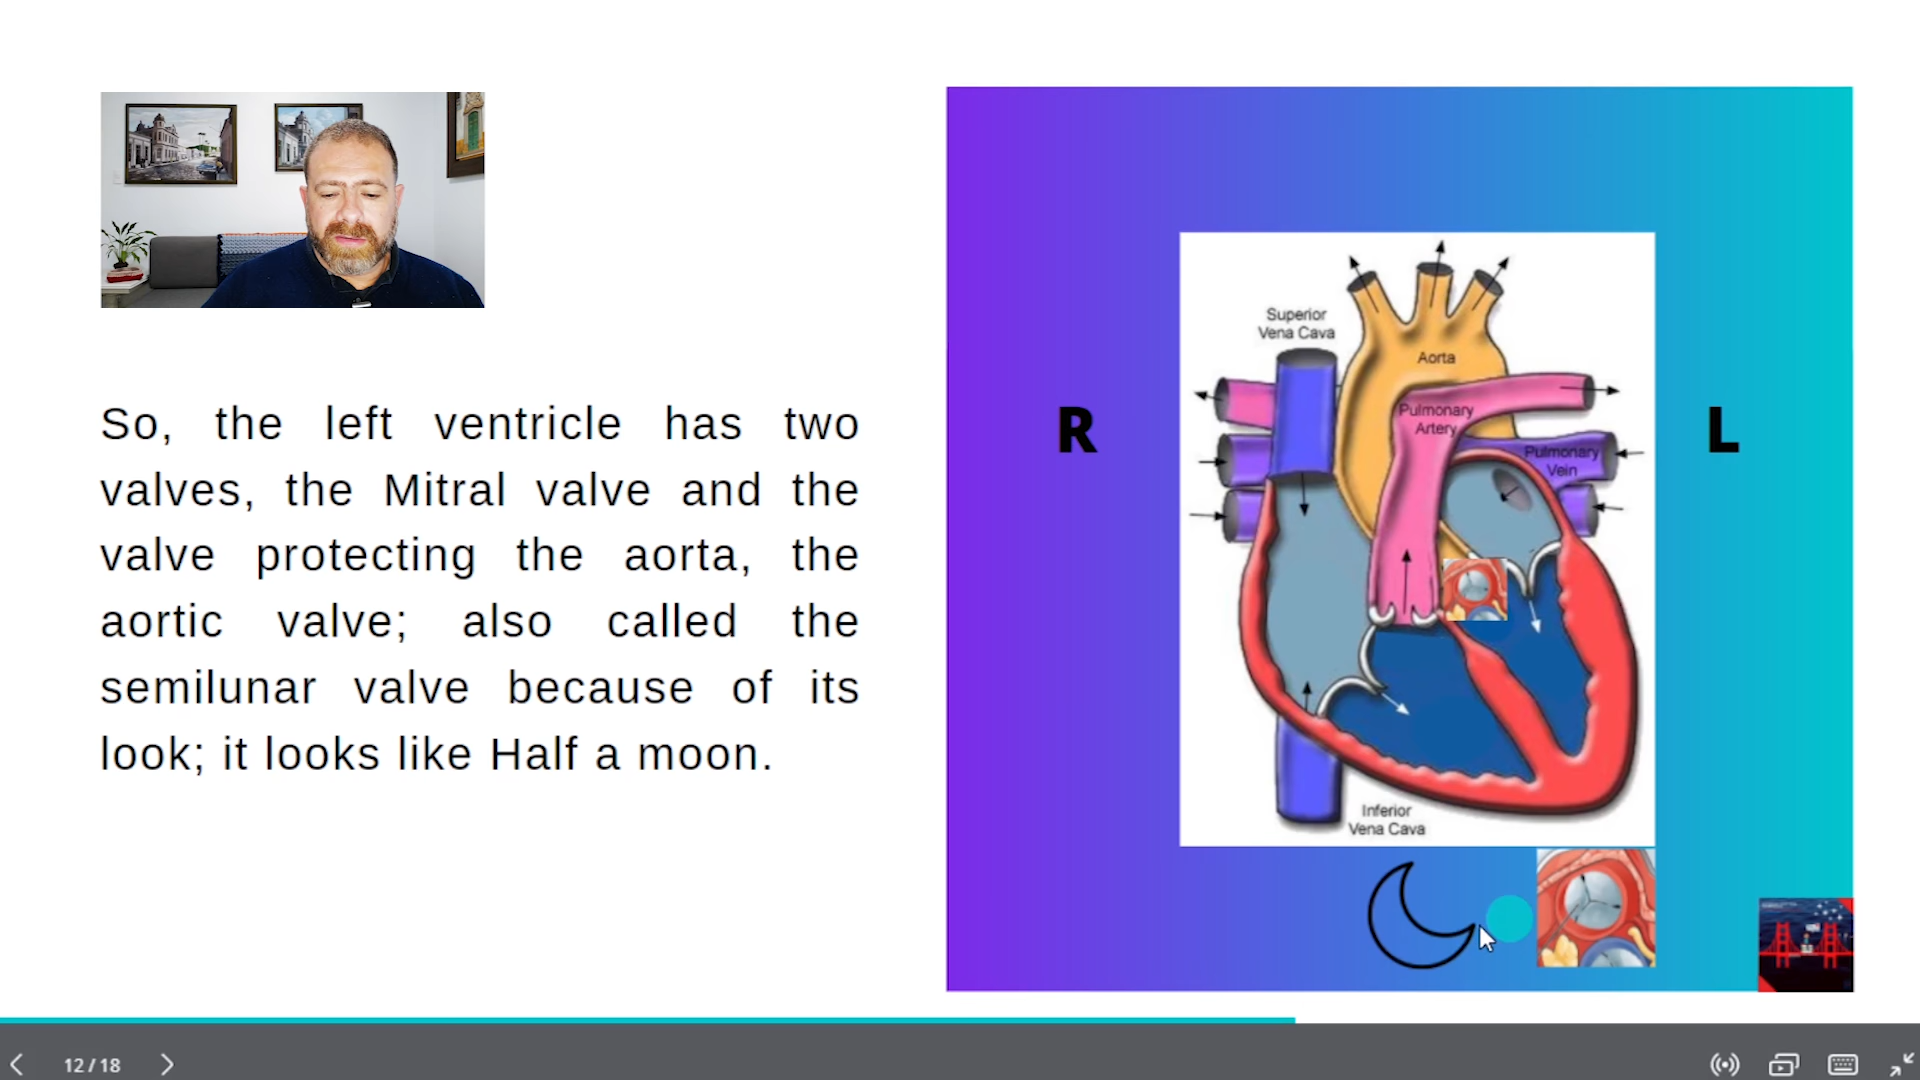 So, the left ventricle has two
valves, the Mitral valve and the
valve protecting the aorta, the
aortic valve; also called the
semilunar valve because of its
look; it looks like Half a moon.
R
L
Superior
Vena Cava
Aorta
Pulmonary
Artery
Pulmonary
Vein
Inferior
Vena Cava
12 / 18